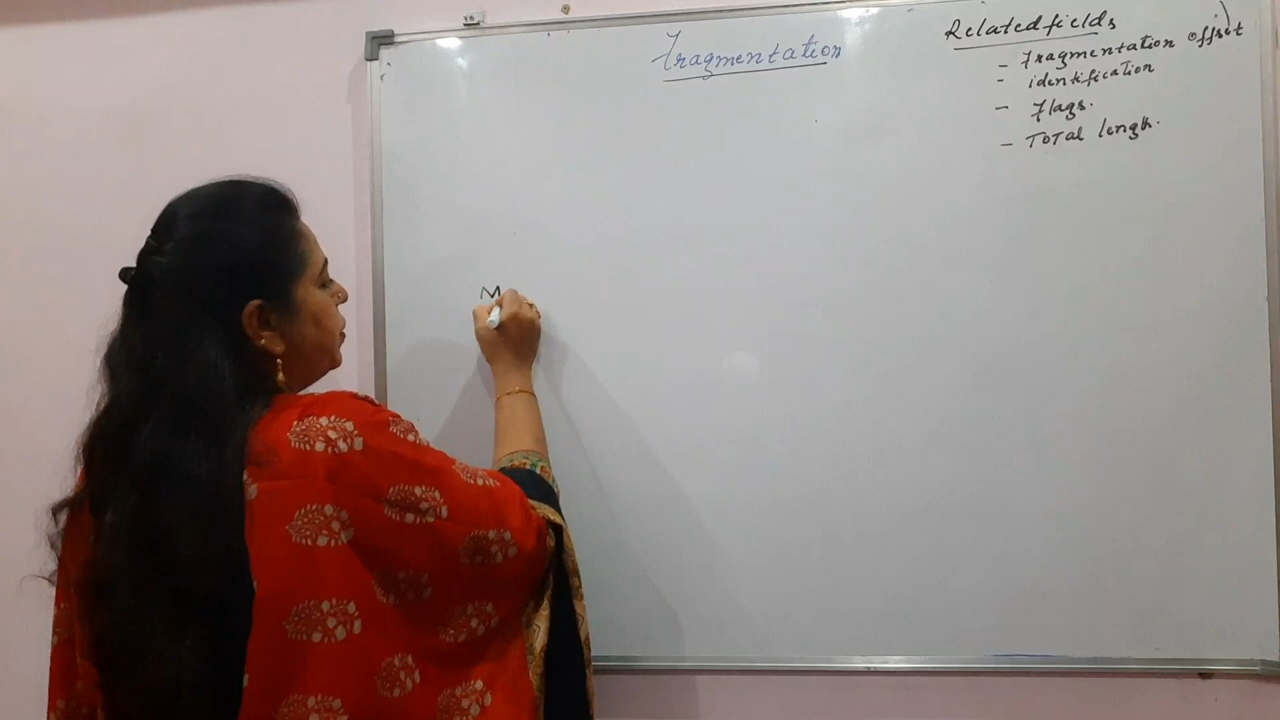 Fragmentation
Related fields
- Fragmentation offset
- identification
- Flags.
- Total length.
M